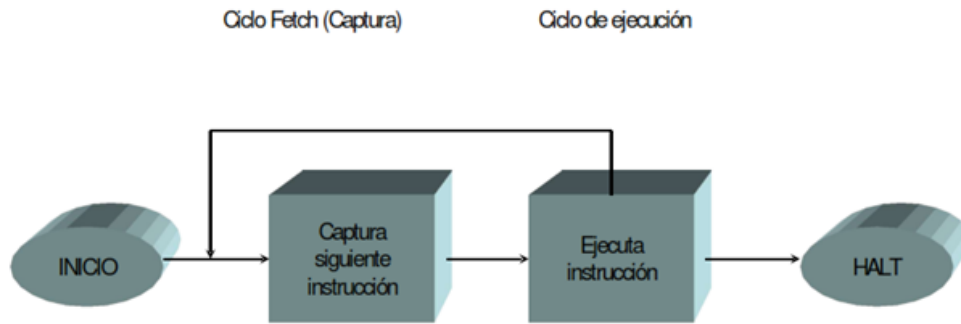 Ciclo Fetch (Captura)
Ciclo de ejecución
INICIO
Captura
siguiente
instrucción
Ejecuta
instrucción
HALT